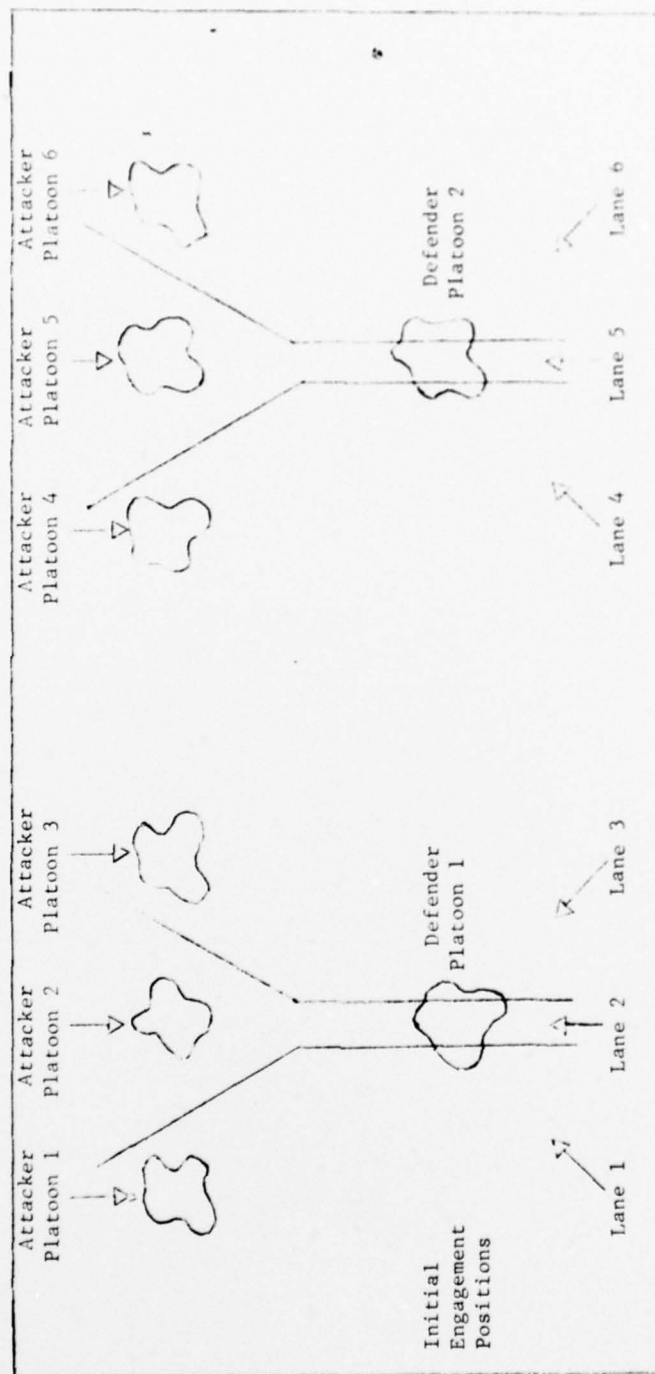 Attacker
Platoon 1
Attacker
Platoon 2
Attacker
Platoon 3
Attacker
Platoon 4
Attacker
Platoon 5
Attacker
Platoon 6
Initial
Engagement
Positions
Defender
Platoon 1
Defender
Platoon 2
Lane 1
Lane 2
Lane 3
Lane 4
Lane 5
Lane 6